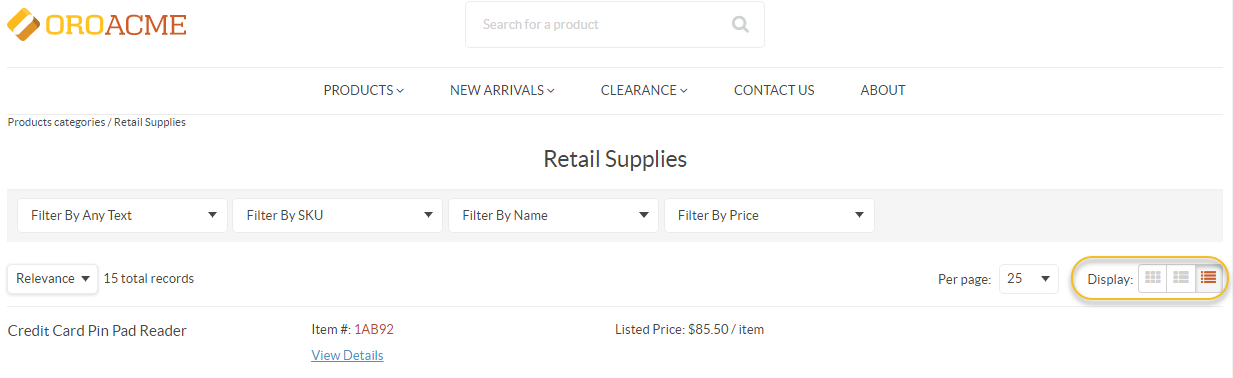 OROACME
Search for a product
PRODUCTS NEW ARRIVALS CLEARANCE CONTACT US ABOUT
Products categories / Retail Supplies
Retail Supplies
Filter By Any Text Filter By SKU Filter By Name Filter By Price
Relevance 15 total records Per page: 25 Display:
Credit Card Pin Pad Reader Item #: 1AB92 Listed Price: $85.50 / item
View Details